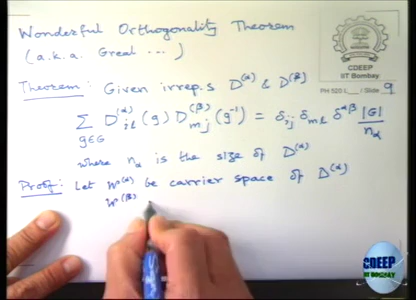 Wonderful Orthogonality Theorem
(a.k.a. Great ... )
CDEEP
IIT Bombay
PH 520 L___/Slide 9
Theorem: Given irrep.s D^(α) & D^(β)
∑_{g∈G} D^(α)_{il} (g) D^(β)_{mj} (g⁻¹) = δ_{ij} δ_{ml} δ^{αβ} |G|/n_α
where n_α is the size of D^(α)
Proof: Let W^(α) be carrier space of D^(α)
W^(β)
CDEEP
IIT BOMBAY